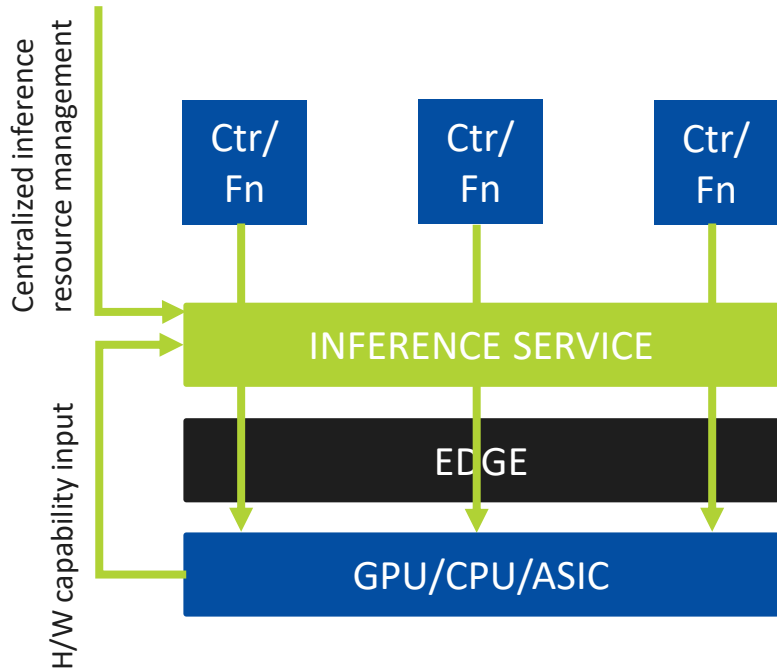 Centralized inference
resource management
Ctr/
Fn
Ctr/
Fn
Ctr/
Fn
INFERENCE SERVICE
EDGE
H/W capability input
GPU/CPU/ASIC